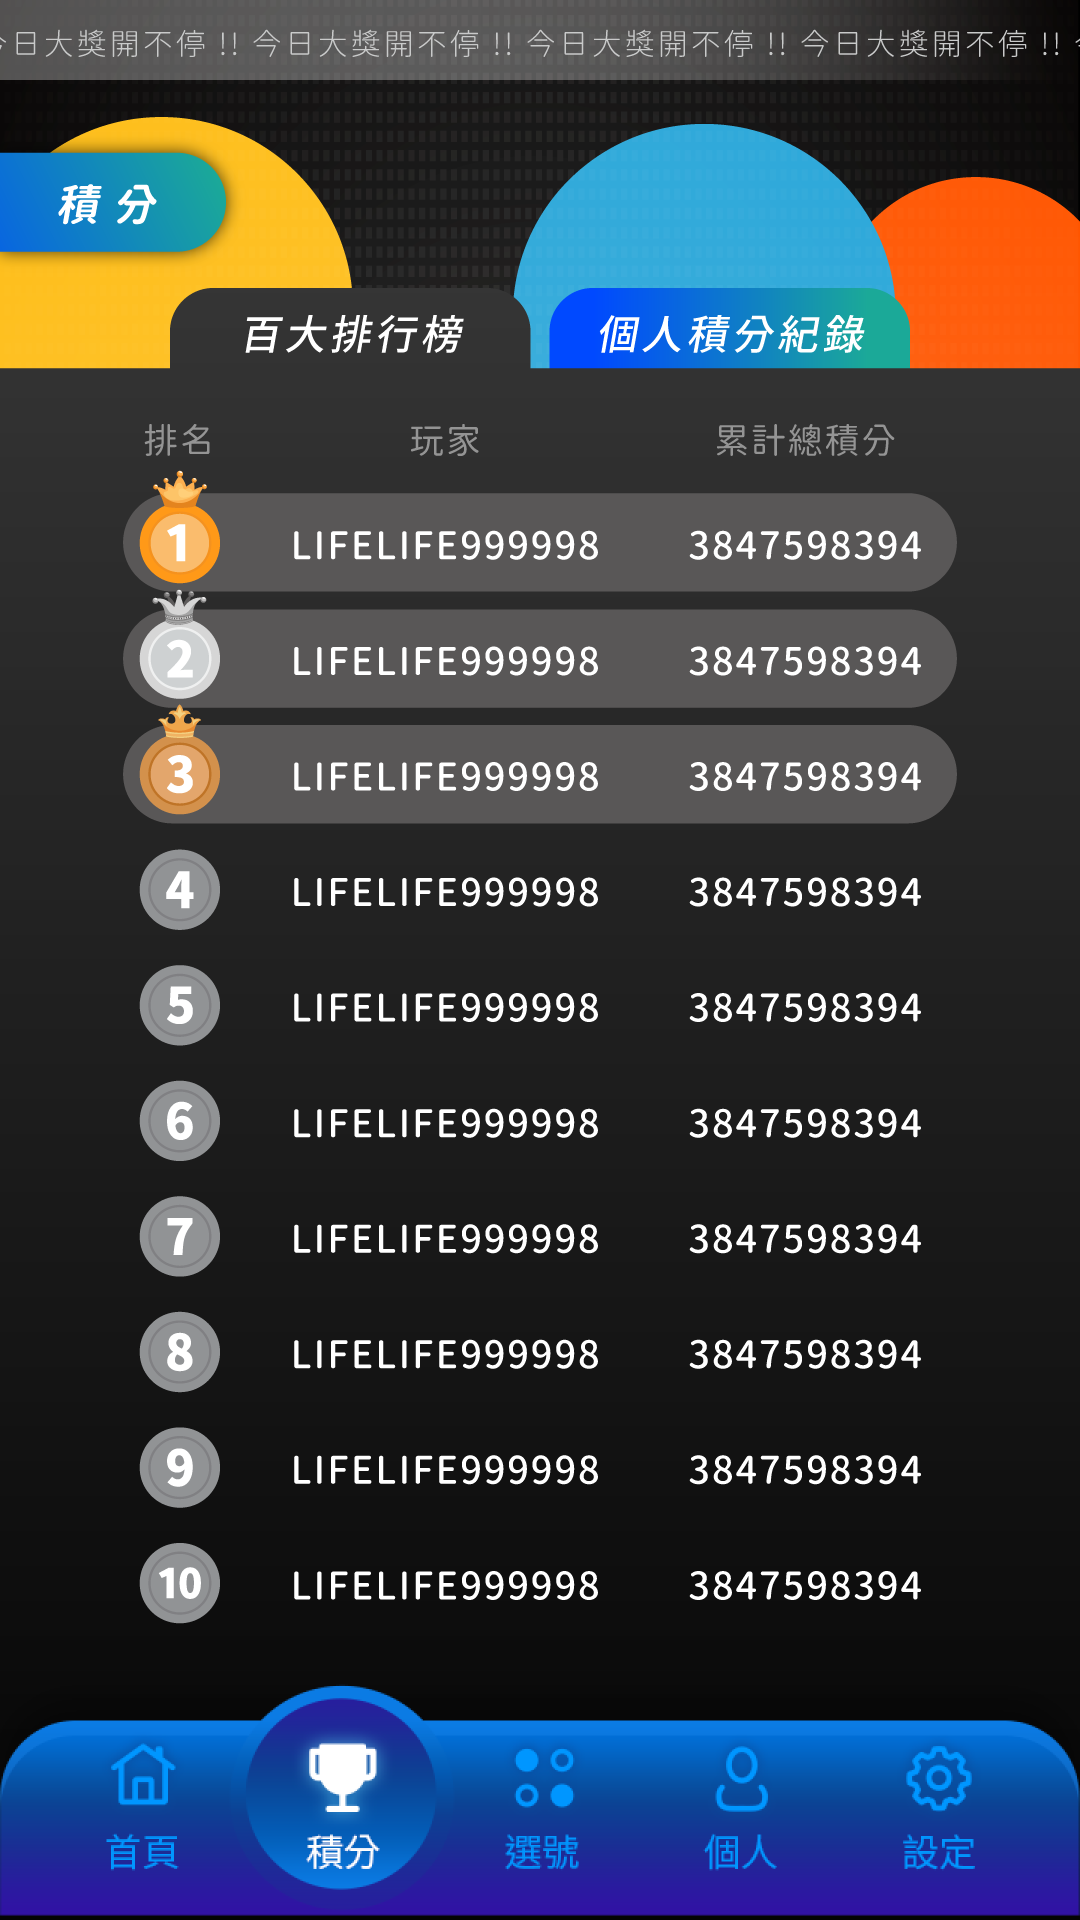 今日大獎開不停 !! 今日大獎開不停 !! 今日大獎開不停 !! 今日大獎開不停 !!
積分
百大排行榜 個人積分紀錄
排名 玩家 累計總積分
1 LIFELIFE999998 3847598394
2 LIFELIFE999998 3847598394
3 LIFELIFE999998 3847598394
4 LIFELIFE999998 3847598394
5 LIFELIFE999998 3847598394
6 LIFELIFE999998 3847598394
7 LIFELIFE999998 3847598394
8 LIFELIFE999998 3847598394
9 LIFELIFE999998 3847598394
10 LIFELIFE999998 3847598394
首頁 積分 選號 個人 設定